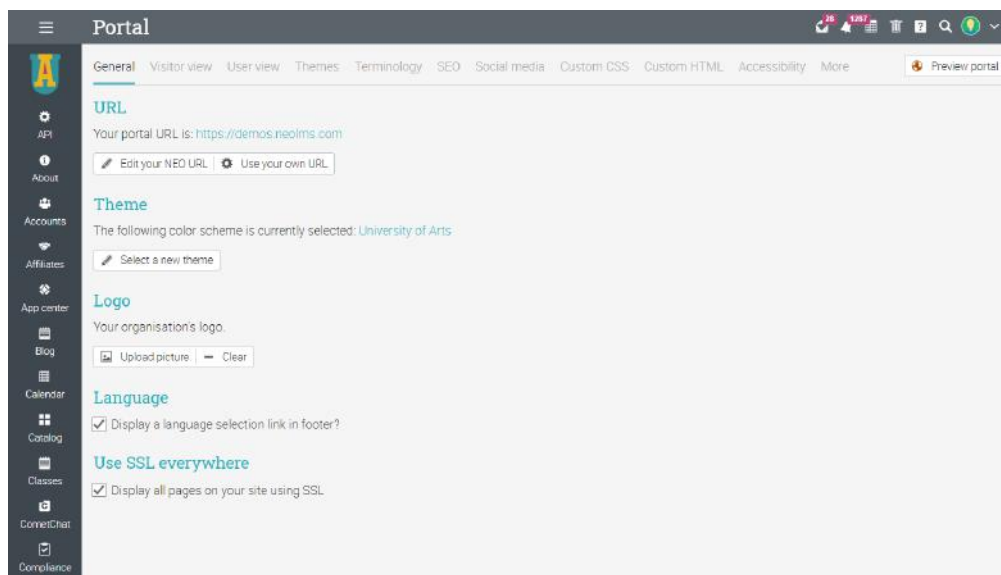 Portal
28
1267
A
General Visitor view User view Themes Terminology SEO Social media Custom CSS Custom HTML Accessibility More
Preview portal
API
About
Accounts
Affiliates
App center
Blog
Calendar
Catalog
Classes
CometChat
Compliance
URL
Your portal URL is: https://demos.neolms.com
Edit your NEO URL
Use your own URL
Theme
The following color scheme is currently selected: University of Arts
Select a new theme
Logo
Your organisation's logo.
Upload picture
Clear
Language
Display a language selection link in footer?
Use SSL everywhere
Display all pages on your site using SSL